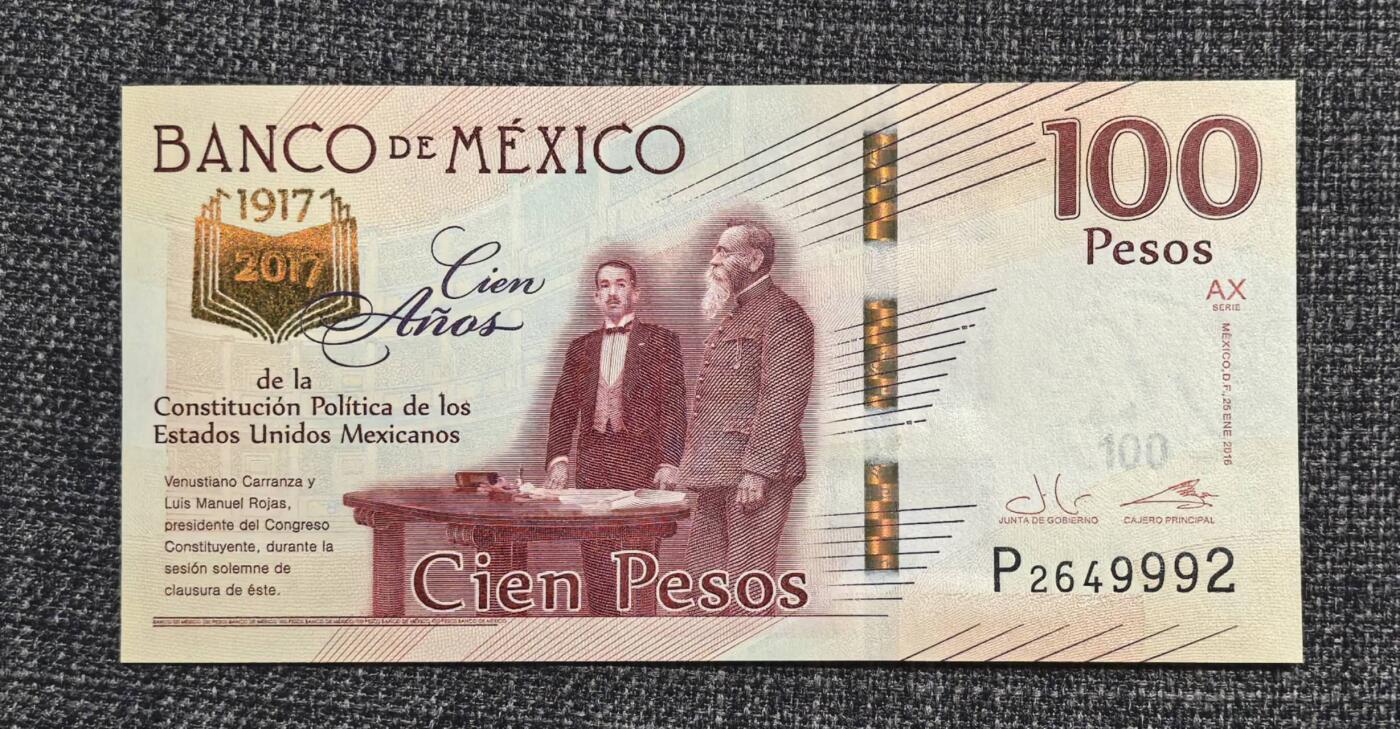 BANCO DE MÉXICO
1917
2017
Cien
Años
de la
Constitución Política de los
Estados Unidos Mexicanos
Venustiano Carranza y
Luis Manuel Rojas,
presidente del Congreso
Constituyente, durante la
sesión solemne de
clausura de éste.
Cien Pesos
100
Pesos
AX
SERIE
MÉXICO, D.F., 25 ENE 2016
100
JUNTA DE GOBIERNO CAJERO PRINCIPAL
P2649992